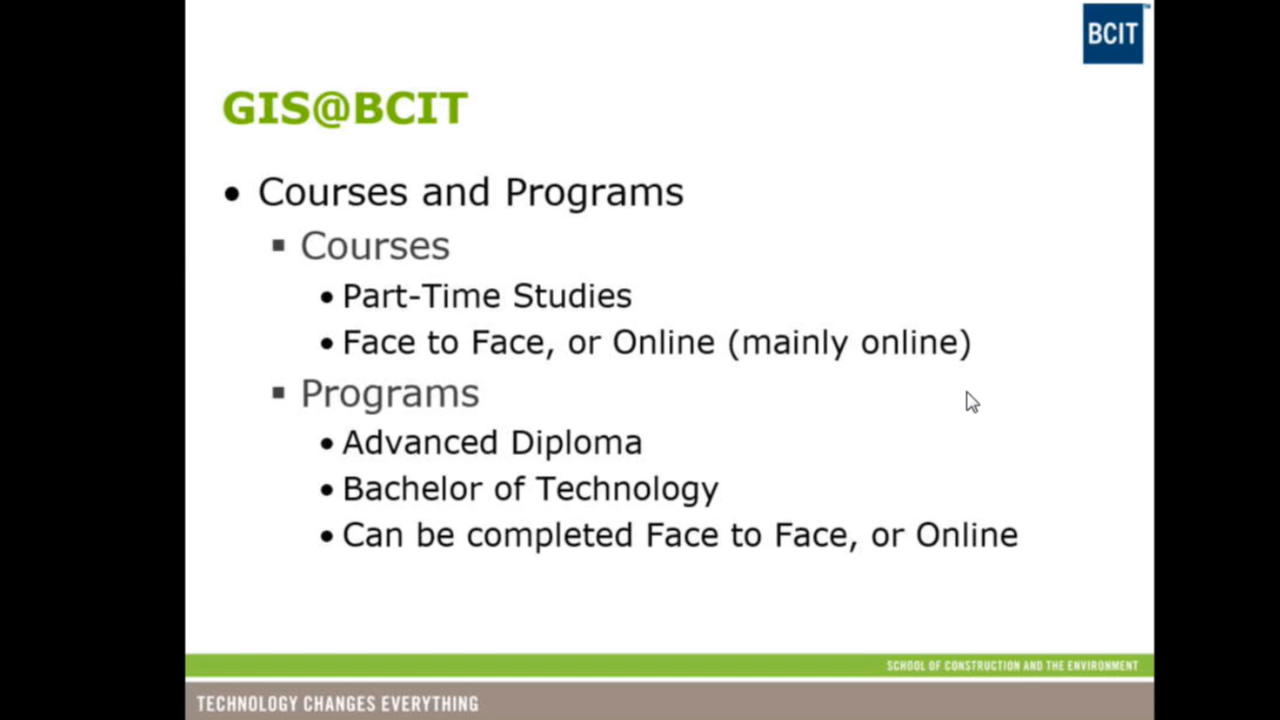 BCIT
GIS@BCIT
• Courses and Programs
▪ Courses
• Part-Time Studies
• Face to Face, or Online (mainly online)
▪ Programs
• Advanced Diploma
• Bachelor of Technology
• Can be completed Face to Face, or Online
SCHOOL OF CONSTRUCTION AND THE ENVIRONMENT
TECHNOLOGY CHANGES EVERYTHING